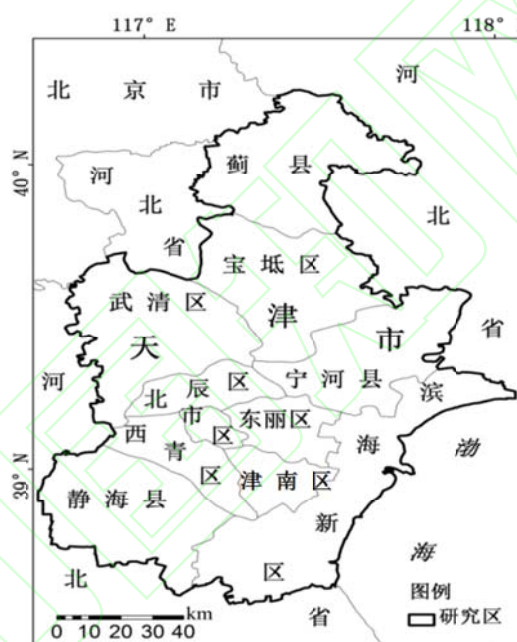 117° E
118°
北京市
河
40° N
蓟县
河
北
省
北
宝坻区
武清区
津
市
省
天
北辰区
宁河县
滨
河
市
区
东丽区
西
青
区
海
渤
39° N
静海县
津南区
新
海
北
区
图例
研究区
省
km
0 10 20 30 40